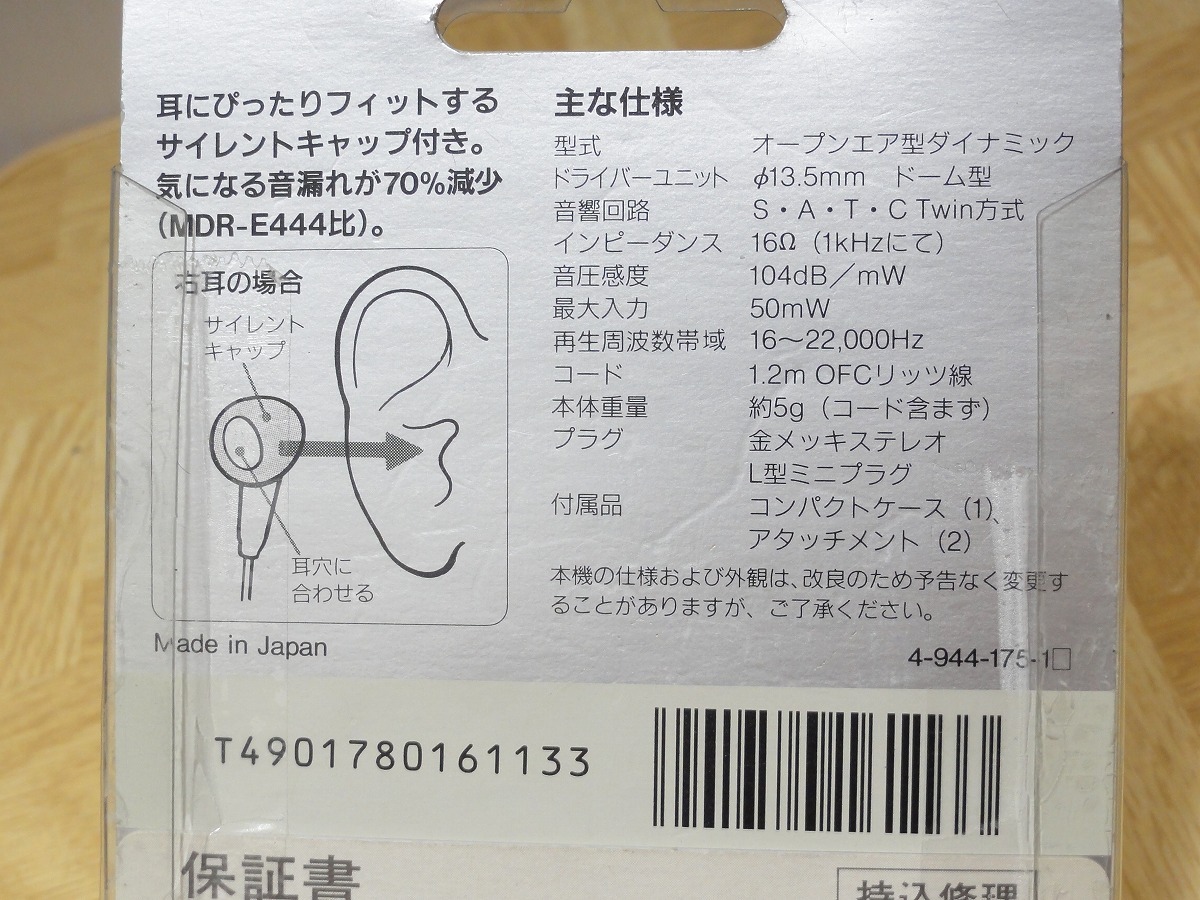 耳にぴったりフィットする
サイレントキャップ付き。
気になる音漏れが70%減少
(MDR-E444比)。
右耳の場合
サイレント
キャップ
耳穴に
合わせる
Made in Japan
主な仕様
型式 オープンエア型ダイナミック
ドライバーユニット φ13.5mm ドーム型
音響回路 S・A・T・C Twin方式
インピーダンス 16Ω（1kHzにて）
音圧感度 104dB／mW
最大入力 50mW
再生周波数帯域 16〜22,000Hz
コード 1.2m OFCリッツ線
本体重量 約5g（コード含まず）
プラグ 金メッキステレオ
L型ミニプラグ
付属品 コンパクトケース（1）、
アタッチメント（2）
本機の仕様および外観は、改良のため予告なく変更す
ることがありますが、ご了承ください。
4-944-175-1□
T4901780161133
保証書
持込修理